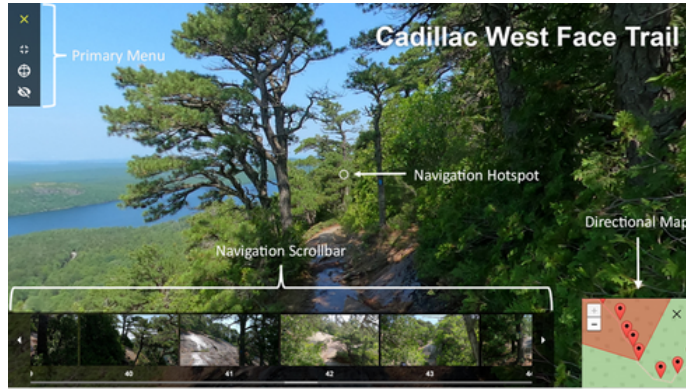 Cadillac West Face Trail
Primary Menu
Navigation Hotspot
Directional Map
Navigation Scrollbar
40
41
42
43